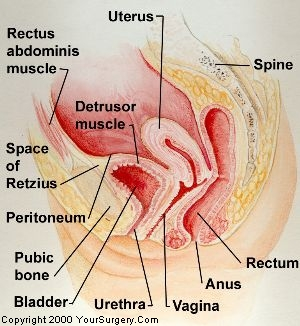 Uterus
Rectus
abdominis
muscle
Spine
Detrusor
muscle
Space
of
Retzius
Peritoneum
Pubic
bone
Rectum
Anus
Bladder
Urethra
Vagina
Copyright 2000 YourSurgery.Com